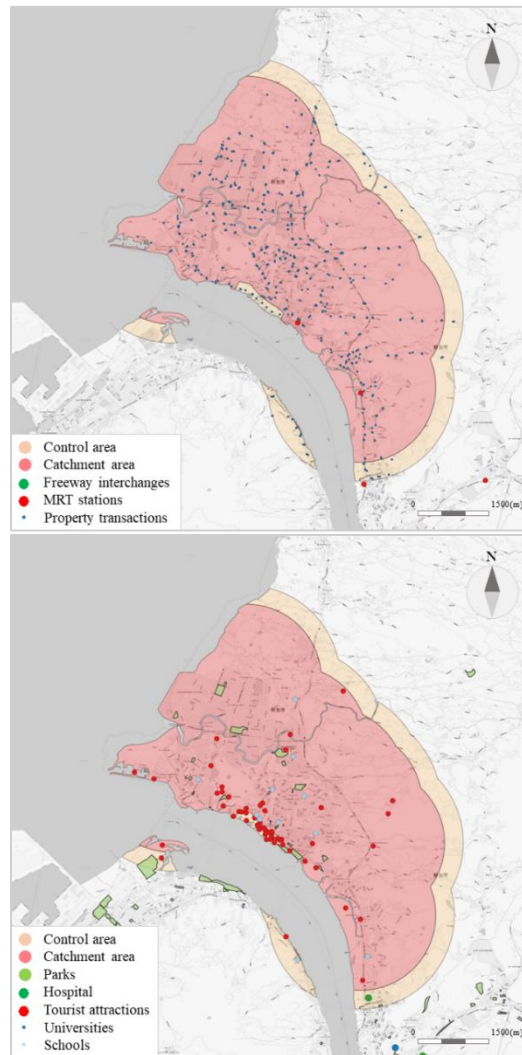 N
Control area
Catchment area
Freeway interchanges
MRT stations
Property transactions
0 1500(m)
N
Control area
Catchment area
Parks
Hospital
Tourist attractions
Universities
Schools
0 1500(m)